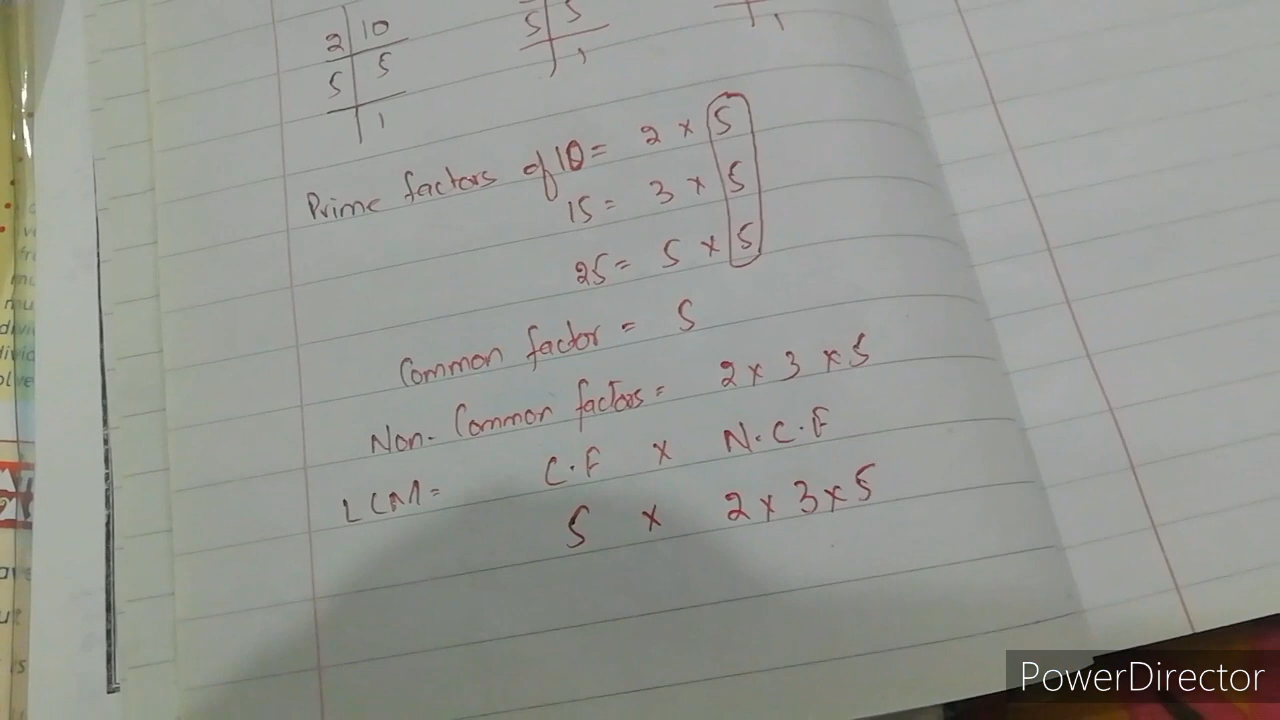 2 10
5 5
1
5 5
1
1
Prime factors of 10 = 2 × 5
15 = 3 × 5
25 = 5 × 5
Common factor = 5
Non-Common factors = 2 × 3 × 5
LCM = C.F × N.C.F
5 × 2 × 3 × 5
PowerDirector